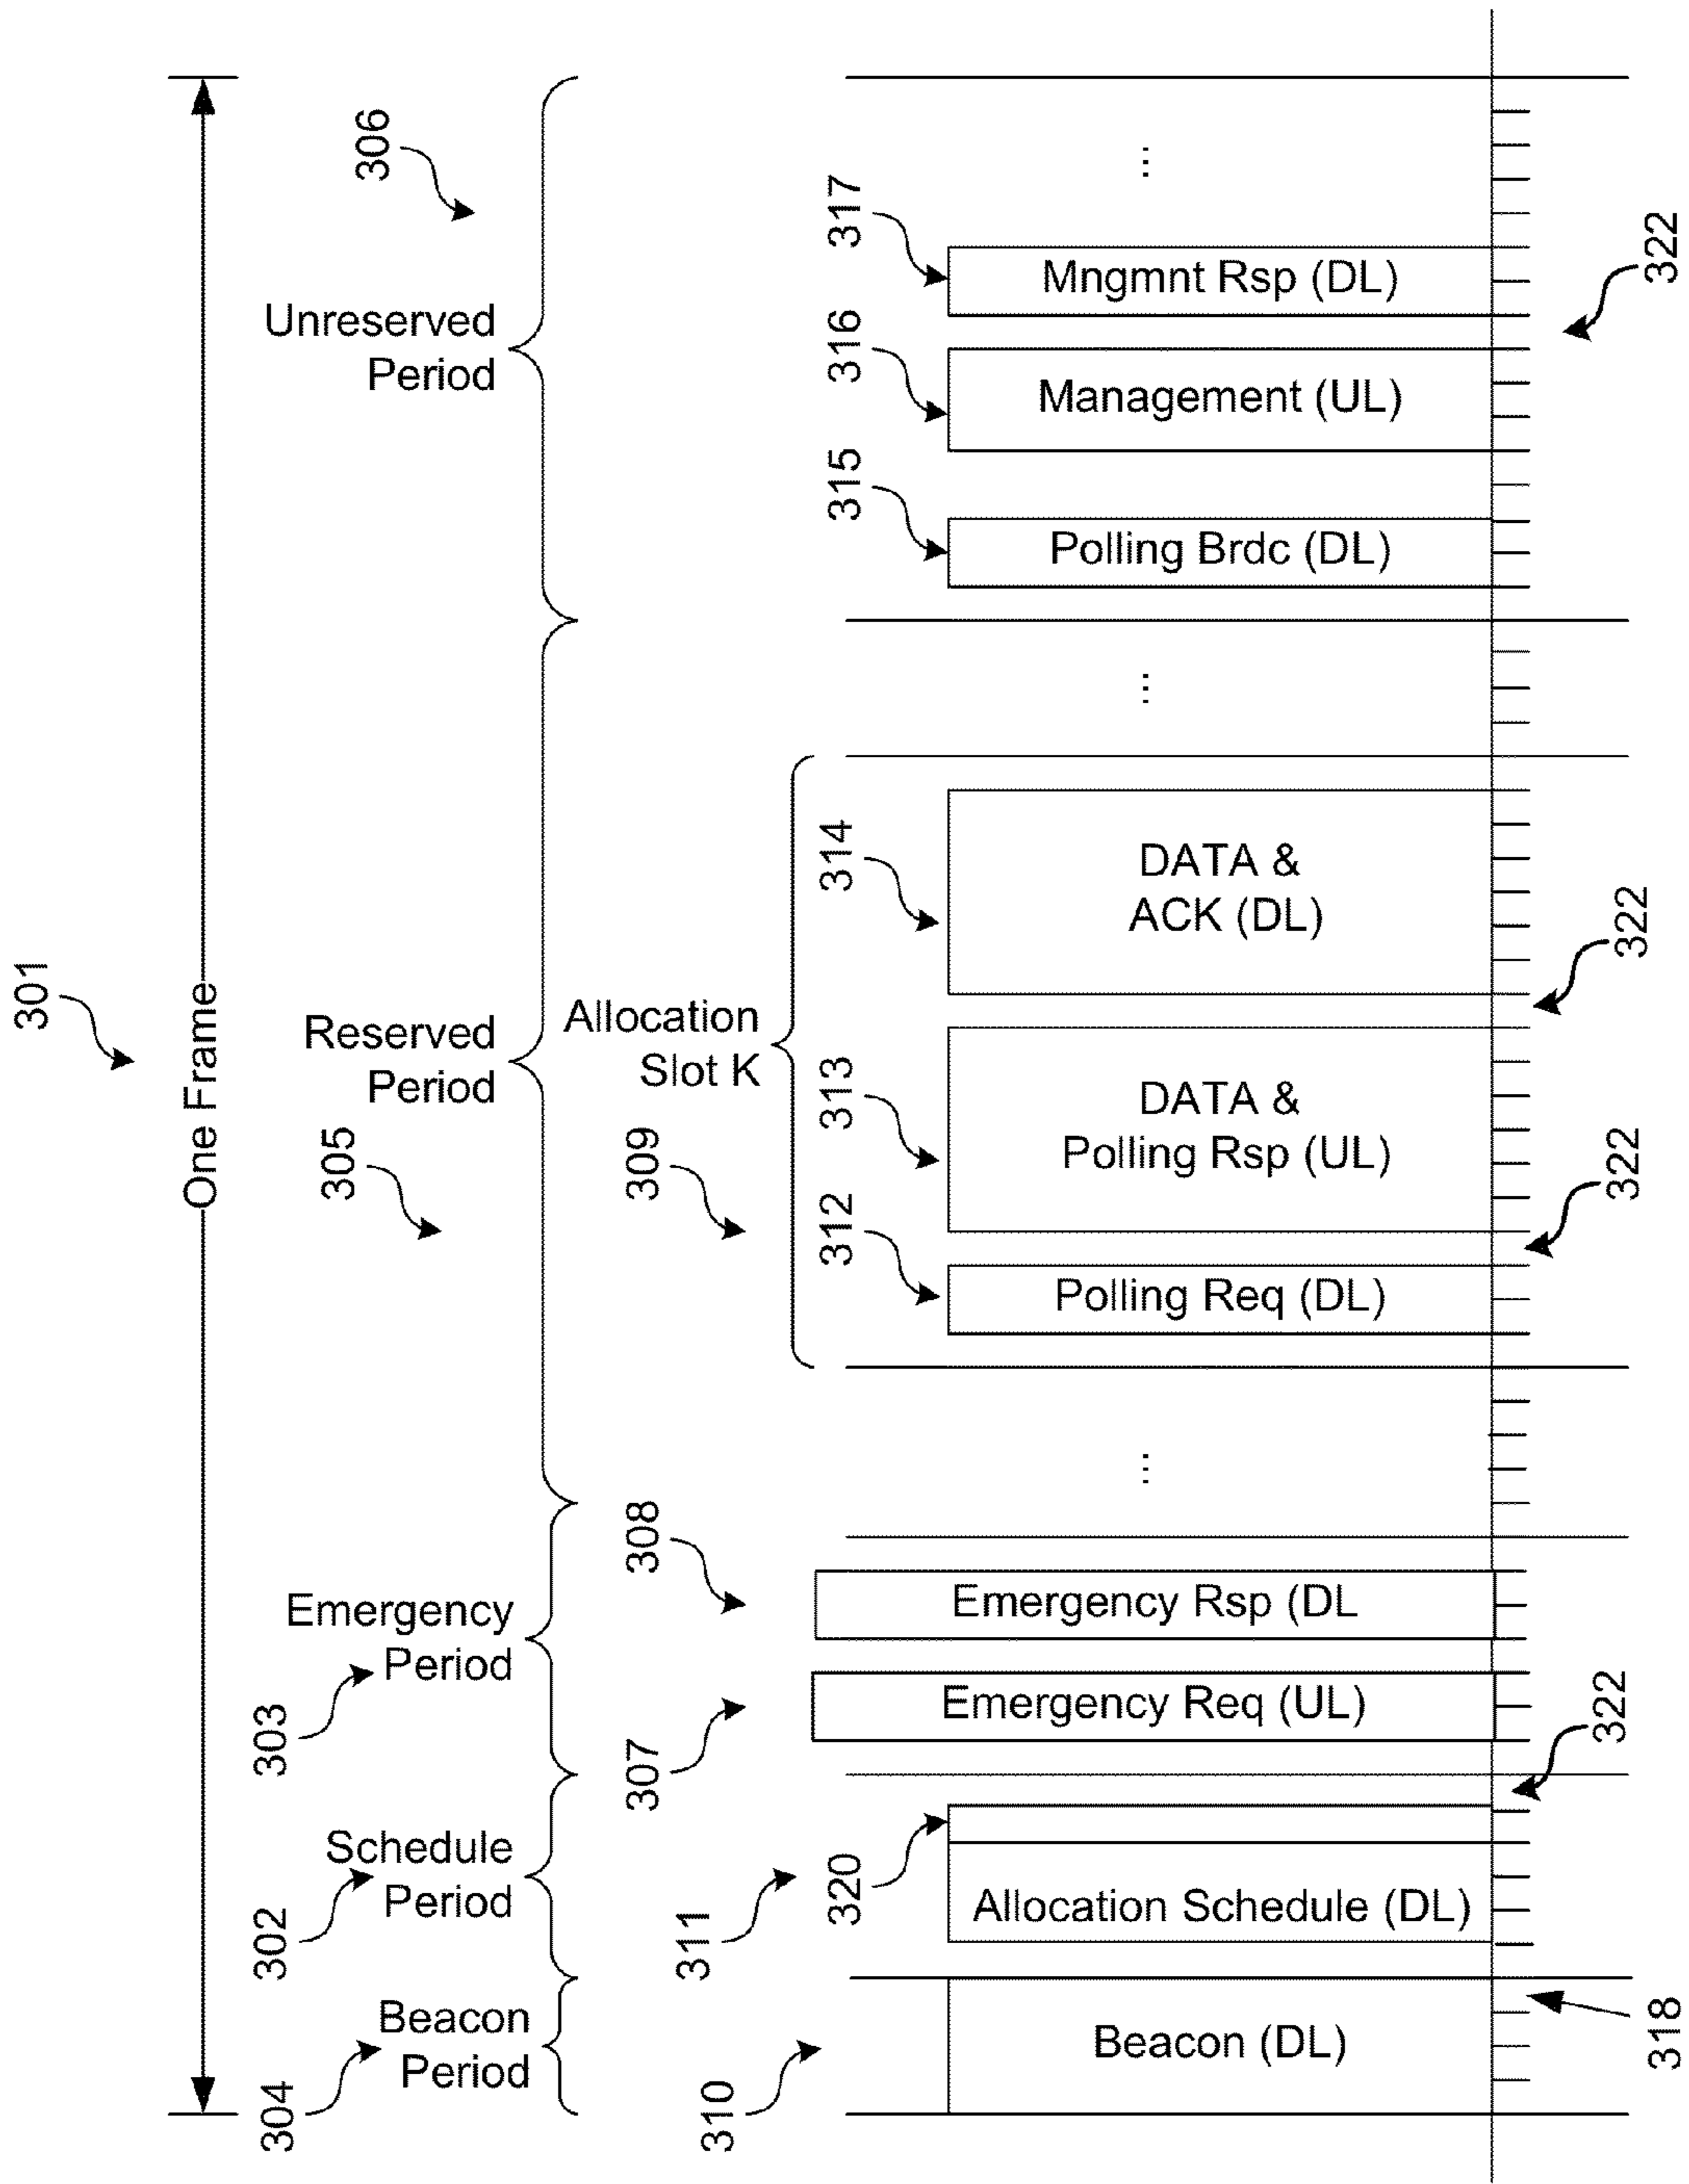 301
One Frame
304
Beacon
Period
302
Schedule
Period
303
Emergency
Period
305
Reserved
Period
306
Unreserved
Period
310
311
320
307
308
309
Allocation
Slot K
312
313
314
315
316
317
Beacon (DL)
Allocation Schedule (DL)
Emergency Req (UL)
Emergency Rsp (DL
...
Polling Req (DL)
DATA &
Polling Rsp (UL)
DATA &
ACK (DL)
...
Polling Brdc (DL)
Management (UL)
Mngmnt Rsp (DL)
...
318
322
322
322
322